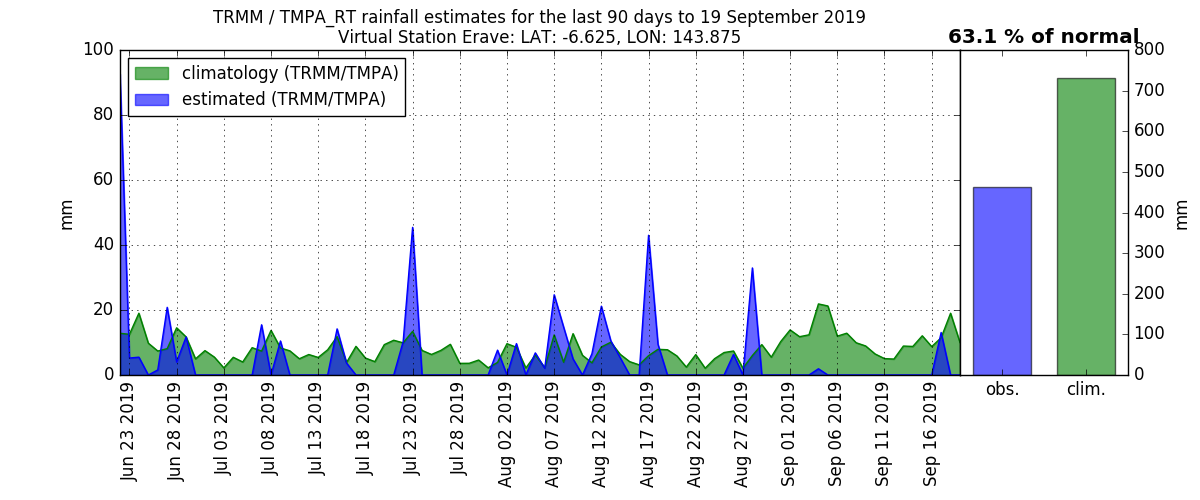 TRMM / TMPA_RT rainfall estimates for the last 90 days to 19 September 2019
Virtual Station Erave: LAT: -6.625, LON: 143.875
63.1 % of normal
climatology (TRMM/TMPA)
estimated (TRMM/TMPA)
100
80
60
40
20
0
mm
Jun 23 2019
Jun 28 2019
Jul 03 2019
Jul 08 2019
Jul 13 2019
Jul 18 2019
Jul 23 2019
Jul 28 2019
Aug 02 2019
Aug 07 2019
Aug 12 2019
Aug 17 2019
Aug 22 2019
Aug 27 2019
Sep 01 2019
Sep 06 2019
Sep 11 2019
Sep 16 2019
800
700
600
500
400
300
200
100
0
mm
obs.
clim.